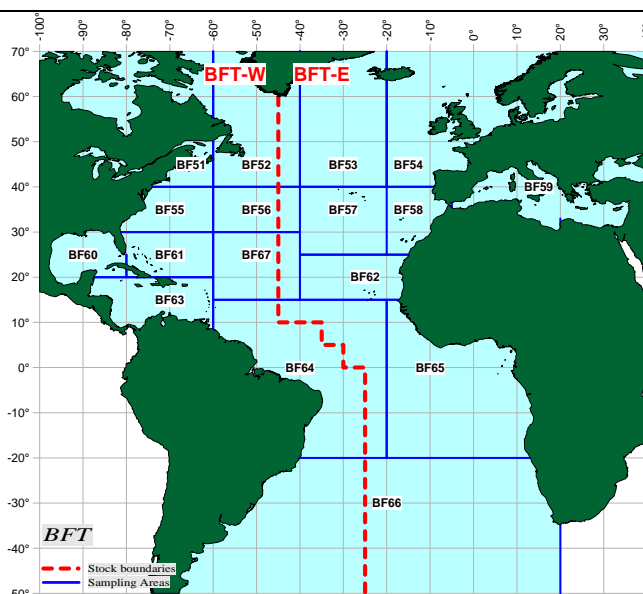 -100° -90° -80° -70° -60° -50° -40° -30° -20° -10° 0° 10° 20° 30°
70°
BFT-W BFT-E
60°
50°
BF51 BF52 BF53 BF54
40°
BF59
BF55 BF56 BF57 BF58
30°
BF60 BF61 BF67
20°
BF62
BF63
10°
0°
BF64 BF65
-10°
-20°
BF66
-30°
BFT
-40°
Stock boundaries
Sampling Areas
-50°